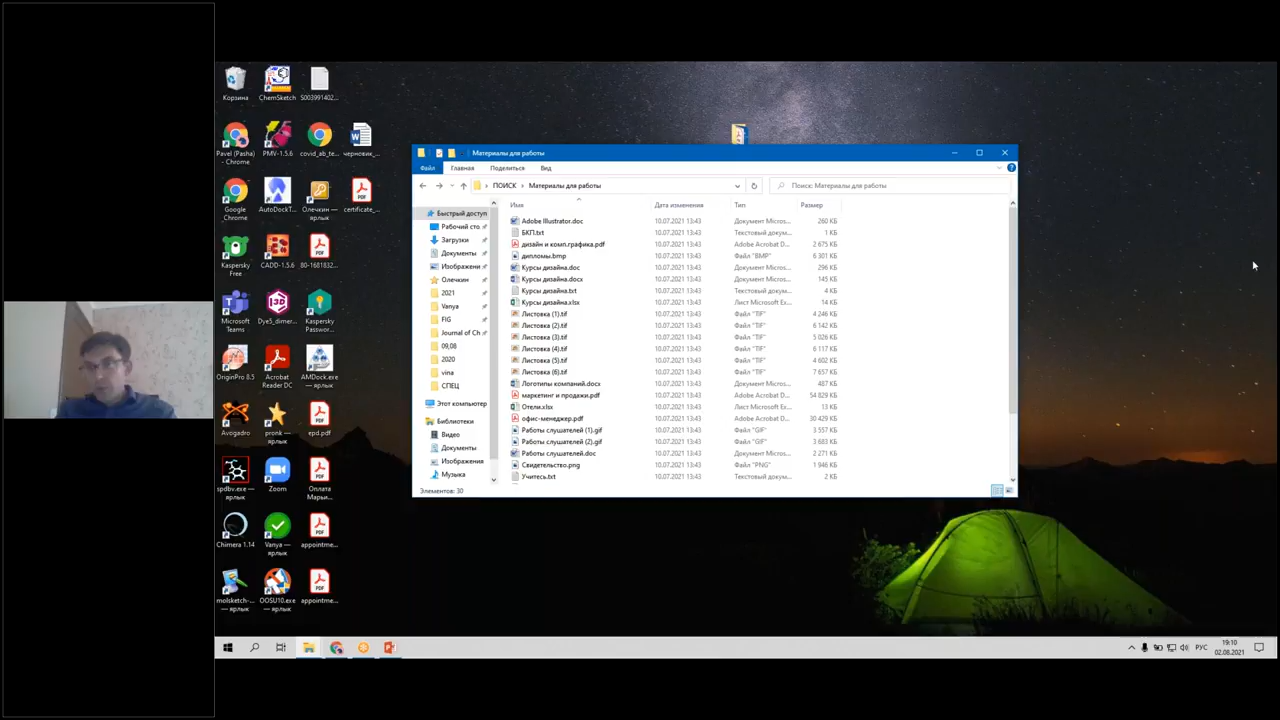 Корзина
ChemSketch
S003991402...
Pavel (Pasha)
- Chrome
PMV-1.5.6
covid_ab_te...
черновик_...
Google
Chrome
AutoDockT...
Олечкин —
ярлык
certificate_...
Kaspersky
Free
CADD-1.5.6
80-1681832...
Microsoft
Teams
Dye5_dimer...
Kaspersky
Passwor...
OriginPro 8.5
Acrobat
Reader DC
AMDock.exe
— ярлык
Avogadro
pronk —
ярлык
epd.pdf
spdbv.exe —
ярлык
Zoom
Оплата
Марьи...
Chimera 1.14
Vanya —
ярлык
appointme...
molsketch-...
— ярлык
OOSU10.exe
— ярлык
appointme...
Материалы для работы
Файл Главная Поделиться Вид
ПОИСК Материалы для работы
Поиск: Материалы для работы
Быстрый доступ
Рабочий сто
Загрузки
Документы
Изображени
Олечкин
2021
Vanya
FIG
Journal of Ch
09,08
2020
vina
СПЕЦ
Этот компьютер
Библиотеки
Видео
Документы
Изображения
Музыка
Имя Дата изменения Тип Размер
Adobe Illustrator.doc 10.07.2021 13:43 Документ Micros... 260 КБ
БКП.txt 10.07.2021 13:43 Текстовый докум... 1 КБ
дизайн и комп.графика.pdf 10.07.2021 13:43 Adobe Acrobat D... 2 675 КБ
дипломы.bmp 10.07.2021 13:43 Файл "BMP" 6 301 КБ
Курсы дизайна.doc 10.07.2021 13:43 Документ Micros... 296 КБ
Курсы дизайна.docx 10.07.2021 13:43 Документ Micros... 145 КБ
Курсы дизайна.txt 10.07.2021 13:43 Текстовый докум... 4 КБ
Курсы дизайна.xlsx 10.07.2021 13:43 Лист Microsoft Ex... 14 КБ
Листовка (1).tif 10.07.2021 13:43 Файл "TIF" 4 246 КБ
Листовка (2).tif 10.07.2021 13:43 Файл "TIF" 6 142 КБ
Листовка (3).tif 10.07.2021 13:43 Файл "TIF" 5 026 КБ
Листовка (4).tif 10.07.2021 13:43 Файл "TIF" 6 117 КБ
Листовка (5).tif 10.07.2021 13:43 Файл "TIF" 4 602 КБ
Листовка (6).tif 10.07.2021 13:43 Файл "TIF" 7 657 КБ
Логотипы компаний.docx 10.07.2021 13:43 Документ Micros... 487 КБ
маркетинг и продажи.pdf 10.07.2021 13:43 Adobe Acrobat D... 54 829 КБ
Отели.xlsx 10.07.2021 13:43 Лист Microsoft Ex... 13 КБ
офис-менеджер.pdf 10.07.2021 13:43 Adobe Acrobat D... 30 429 КБ
Работы слушателей (1).gif 10.07.2021 13:43 Файл "GIF" 3 557 КБ
Работы слушателей (2).gif 10.07.2021 13:43 Файл "GIF" 3 683 КБ
Работы слушателей.doc 10.07.2021 13:43 Документ Micros... 2 271 КБ
Свидетельство.png 10.07.2021 13:43 Файл "PNG" 1 946 КБ
Учитесь.txt 10.07.2021 13:43 Текстовый докум... 2 КБ
Элементов: 30
РУС
19:10
02.08.2021